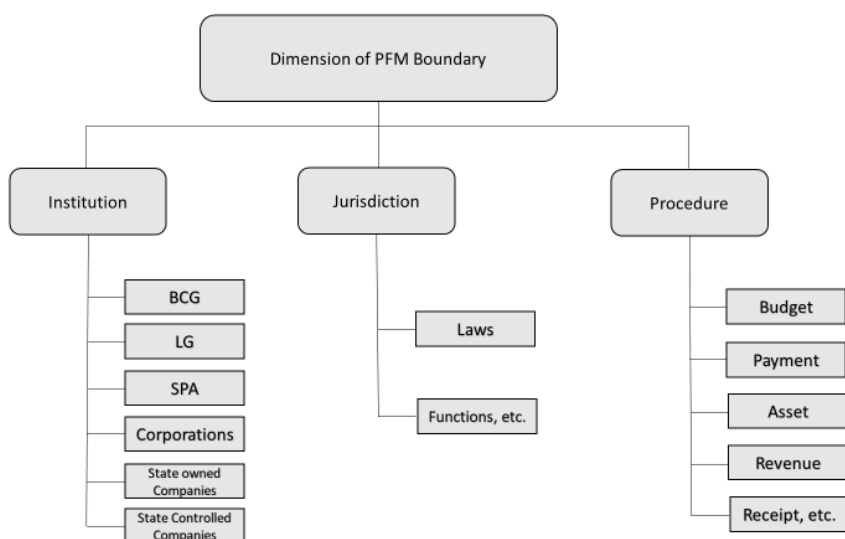 Dimension of PFM Boundary
Institution
Jurisdiction
Procedure
BCG
LG
SPA
Corporations
State owned
Companies
State Controlled
Companies
Laws
Functions, etc.
Budget
Payment
Asset
Revenue
Receipt, etc.